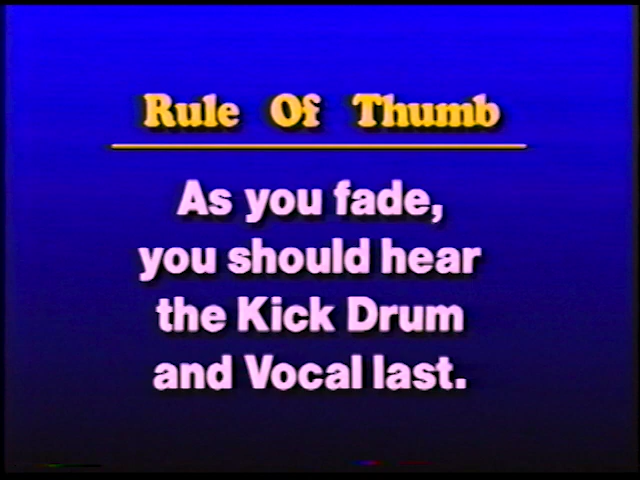 Rule Of Thumb
As you fade,
you should hear
the Kick Drum
and Vocal last.